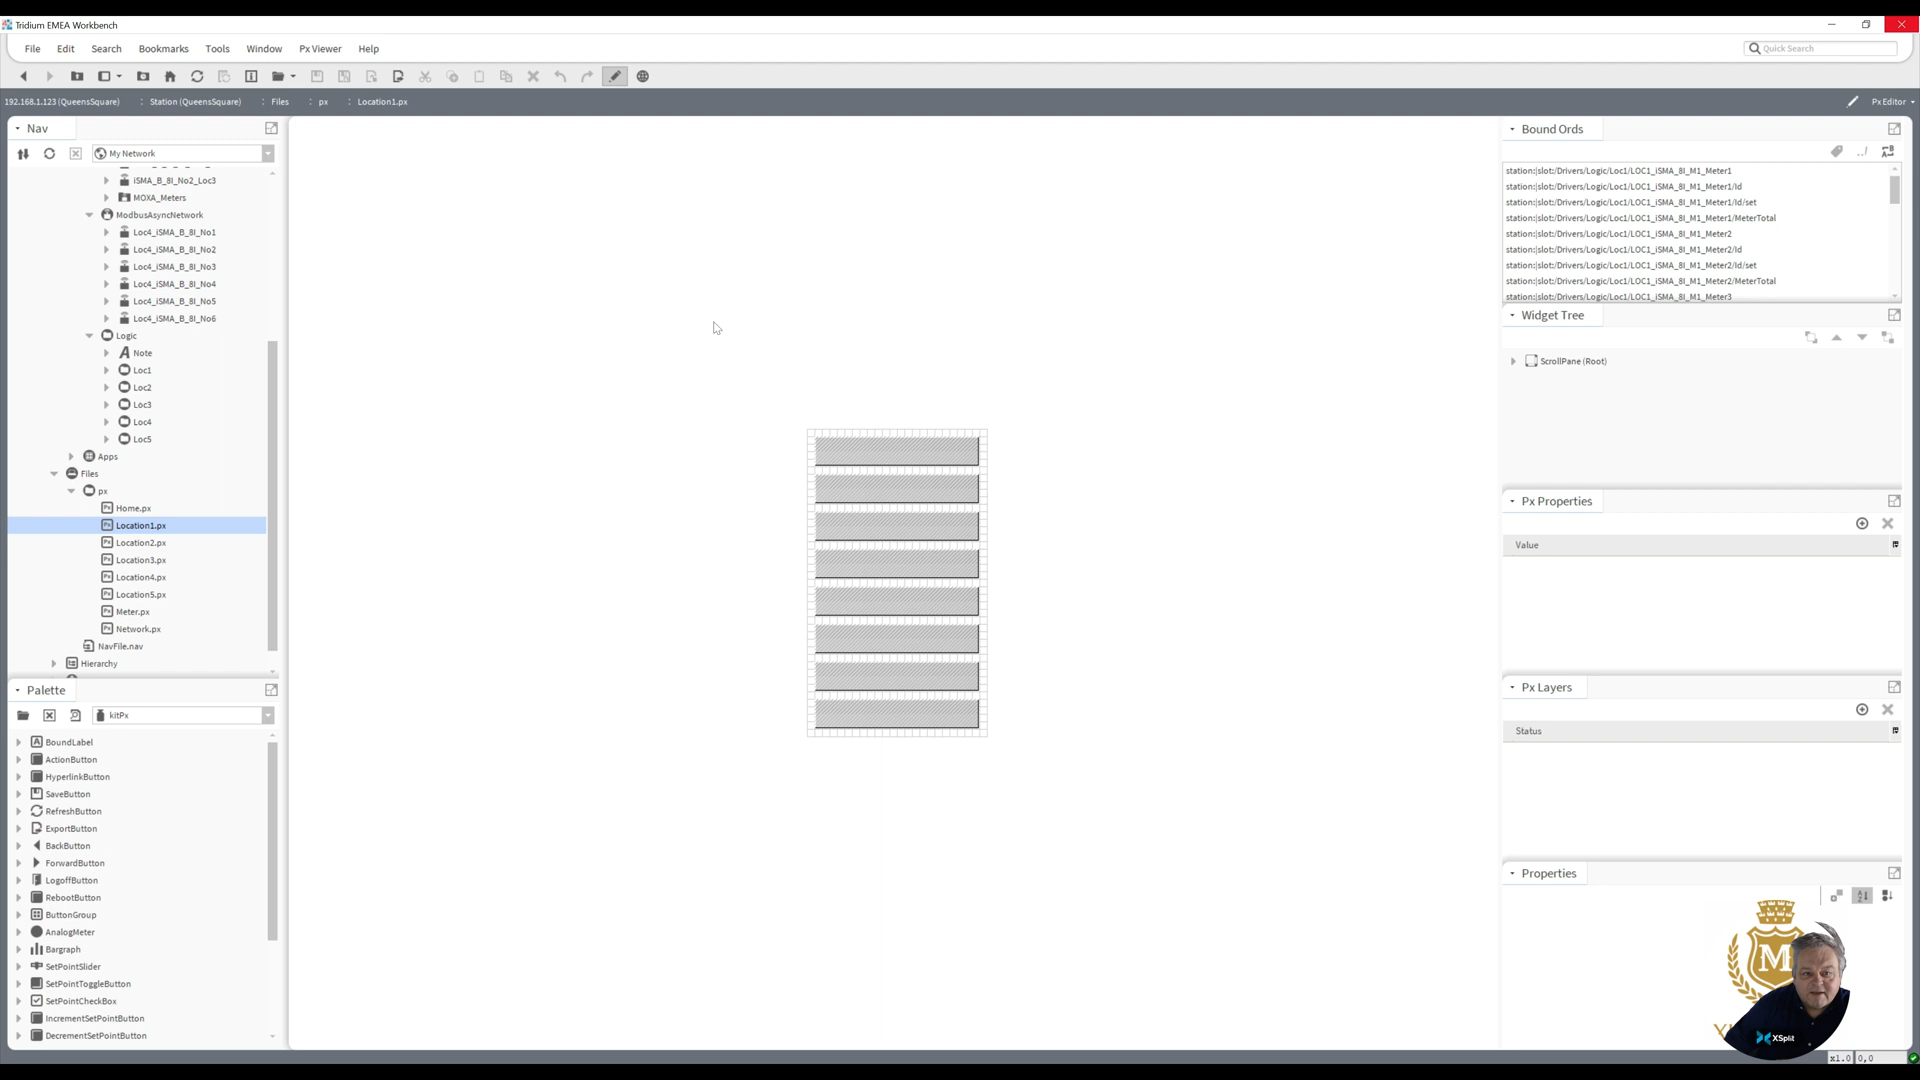 Tridium EMEA Workbench
File Edit Search Bookmarks Tools Window Px Viewer Help
Quick Search
192.168.1.123 (QueensSquare) : Station (QueensSquare) : Files : px : Location1.px
Px Editor
Nav
My Network
iSMA_B_8I_No2_Loc3
MOXA_Meters
ModbusAsyncNetwork
Loc4_iSMA_B_8I_No1
Loc4_iSMA_B_8I_No2
Loc4_iSMA_B_8I_No3
Loc4_iSMA_B_8I_No4
Loc4_iSMA_B_8I_No5
Loc4_iSMA_B_8I_No6
Logic
Note
Loc1
Loc2
Loc3
Loc4
Loc5
Apps
Files
px
Home.px
Location1.px
Location2.px
Location3.px
Location4.px
Location5.px
Meter.px
Network.px
NavFile.nav
Hierarchy
Palette
kitPx
BoundLabel
ActionButton
HyperlinkButton
SaveButton
RefreshButton
ExportButton
BackButton
ForwardButton
LogoffButton
RebootButton
ButtonGroup
AnalogMeter
Bargraph
SetPointSlider
SetPointToggleButton
SetPointCheckBox
IncrementSetPointButton
DecrementSetPointButton
Bound Ords
station:|slot:/Drivers/Logic/Loc1/LOC1_iSMA_8I_M1_Meter1
station:|slot:/Drivers/Logic/Loc1/LOC1_iSMA_8I_M1_Meter1/Id
station:|slot:/Drivers/Logic/Loc1/LOC1_iSMA_8I_M1_Meter1/Id/set
station:|slot:/Drivers/Logic/Loc1/LOC1_iSMA_8I_M1_Meter1/MeterTotal
station:|slot:/Drivers/Logic/Loc1/LOC1_iSMA_8I_M1_Meter2
station:|slot:/Drivers/Logic/Loc1/LOC1_iSMA_8I_M1_Meter2/Id
station:|slot:/Drivers/Logic/Loc1/LOC1_iSMA_8I_M1_Meter2/Id/set
station:|slot:/Drivers/Logic/Loc1/LOC1_iSMA_8I_M1_Meter2/MeterTotal
station:|slot:/Drivers/Logic/Loc1/LOC1_iSMA_8I_M1_Meter3
Widget Tree
ScrollPane (Root)
Px Properties
Value
Px Layers
Status
Properties
M
XSplit
x1.0 0,0